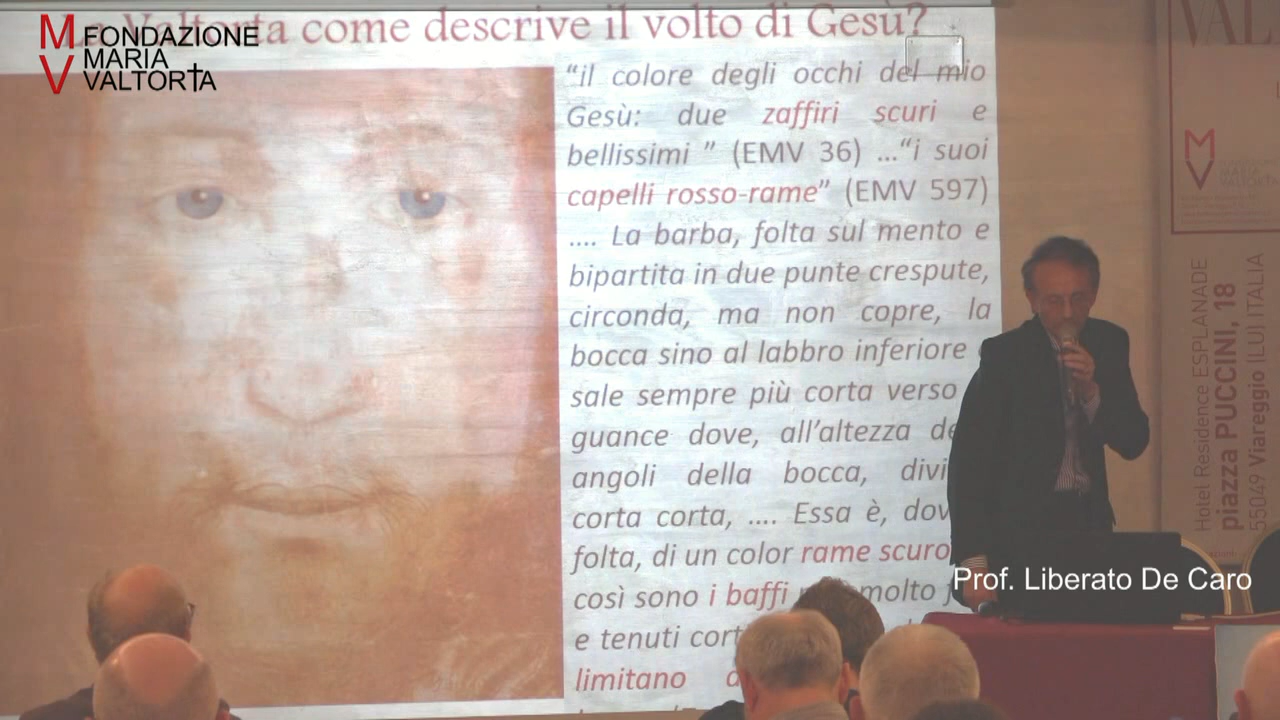 Valtorta come descrive il volto di Gesù?
MV FONDAZIONE
MARIA
VALTORTA
“il colore degli occhi del mio
Gesù: due zaffiri scuri e
bellissimi ” (EMV 36) ...“i suoi
capelli rosso-rame” (EMV 597)
.... La barba, folta sul mento e
bipartita in due punte crespute,
circonda, ma non copre, la
bocca sino al labbro inferiore
sale sempre più corta verso
guance dove, all’altezza
angoli della bocca,
corta corta, .... Essa è,
folta, di un color rame scuro
così sono i baffi molto
e tenuti
limitano
Prof. Liberato De Caro
VAL
MV
Hotel Residence ESPLANADE
piazza PUCCINI, 18
55049 Viareggio (LU) ITALIA